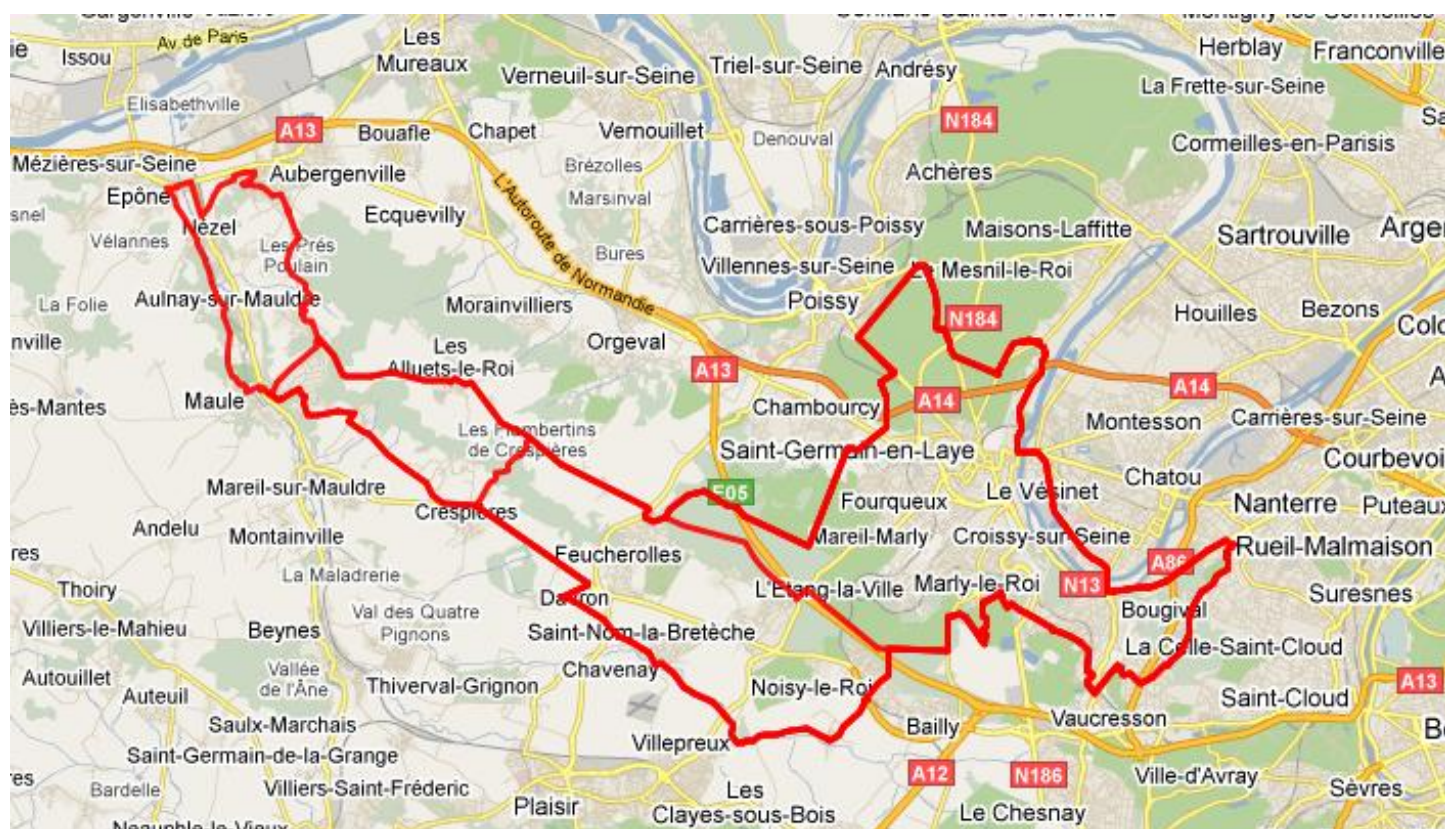 Av. de Paris
Issou
Les
Mureaux
Verneuil-sur-Seine
Triel-sur-Seine
Andrésy
Herblay
Franconville
La Frette-sur-Seine
Elisabethville
A13
Bouafle
Chapet
Vernouillet
Denouval
N184
Cormeilles-en-Parisis
Mézières-sur-Seine
Aubergenville
Brézolles
Achères
Epône
L'Autoroute de Normandie
Marsinval
Ecquevilly
Nézel
Carrières-sous-Poissy
Maisons-Laffitte
Sartrouville
Vélannes
Les Prés
Poulain
Bures
Villennes-sur-Seine
Le Mesnil-le-Roi
La Folie
Aulnay-sur-Mauldre
Morainvilliers
Poissy
N184
Houilles
Bezons
Les
Alluets-le-Roi
Orgeval
A13
A14
A14
Maule
Chambourcy
Montesson
Carrières-sur-Seine
Les Flambertins
de Crespières
Saint-Germain-en-Laye
Chatou
Mareil-sur-Mauldre
E05
Fourqueux
Le Vésinet
Nanterre
Crespières
Andelu
Montainville
Mareil-Marly
Croissy-sur-Seine
Feucherolles
A86
Rueil-Malmaison
La Maladrerie
Thoiry
L'Etang-la-Ville
Marly-le-Roi
N13
Suresnes
Davron
Bougival
Val des Quatre
Pignons
Villiers-le-Mahieu
Beynes
Saint-Nom-la-Bretèche
La Celle-Saint-Cloud
Autouillet
Vallée
de l'Âne
Chavenay
Thiverval-Grignon
Noisy-le-Roi
A13
Auteuil
Saint-Cloud
Saulx-Marchais
Bailly
Vaucresson
Villepreux
Saint-Germain-de-la-Grange
A12
N186
Ville-d'Avray
Bardelle
Villiers-Saint-Fréderic
Les
Clayes-sous-Bois
Sèvres
Plaisir
Le Chesnay